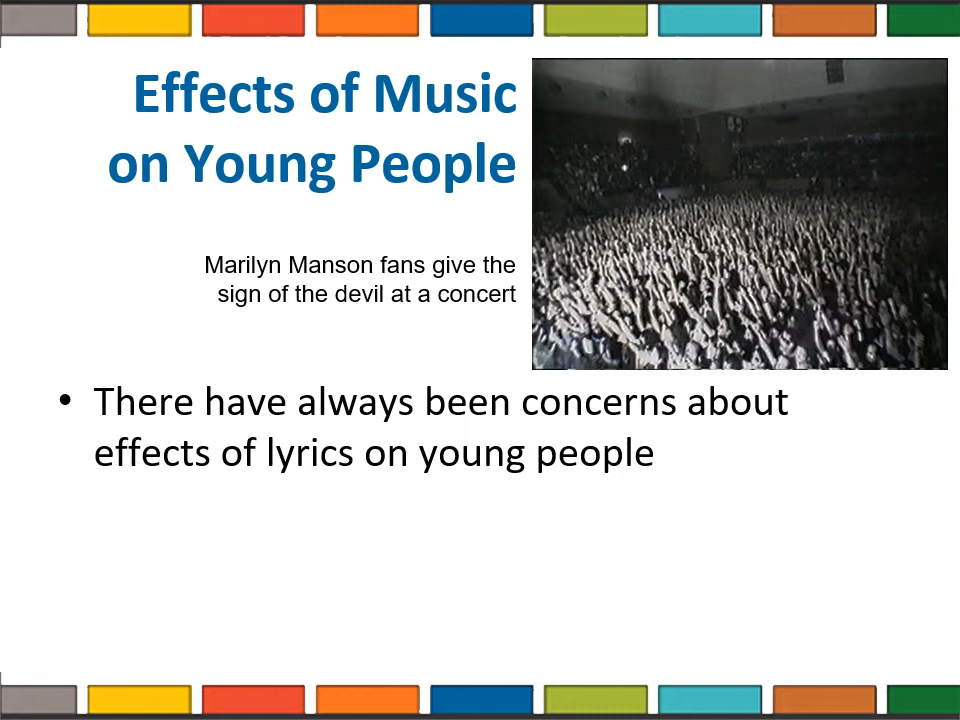 Effects of Music
on Young People
Marilyn Manson fans give the
sign of the devil at a concert
• There have always been concerns about
effects of lyrics on young people